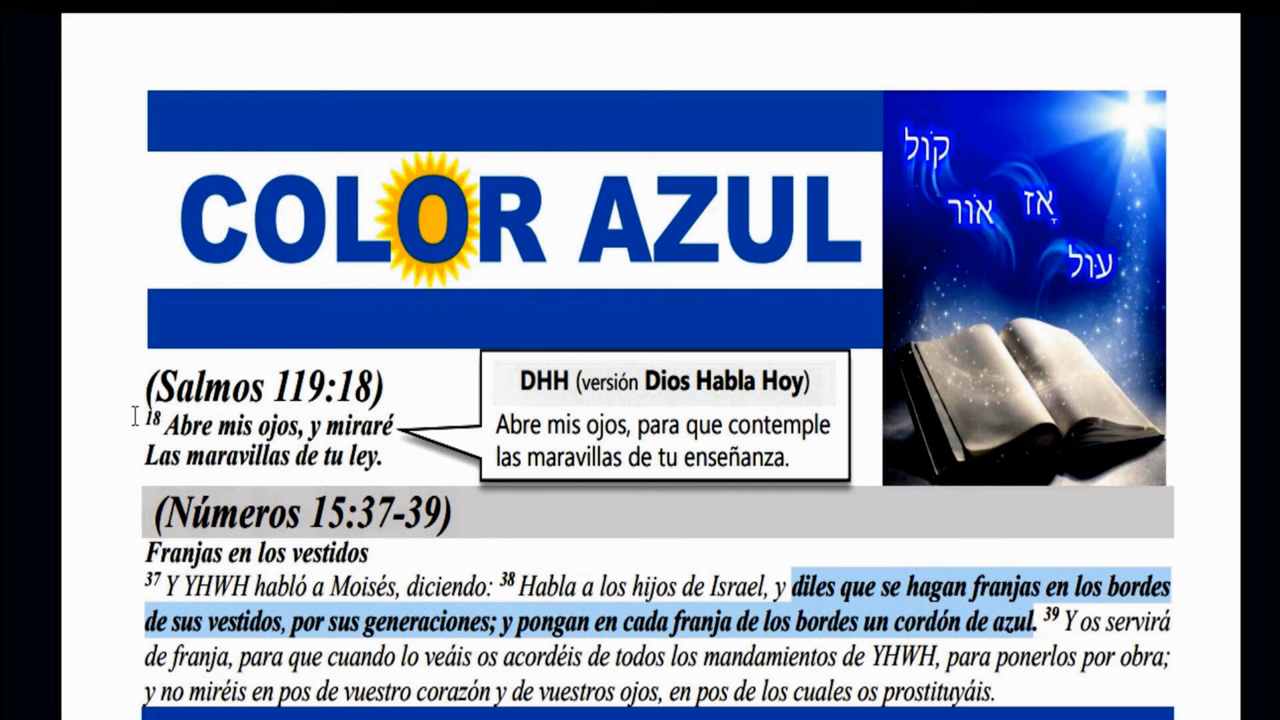 COLOR AZUL
קוֹל
אוֹר
אָז
עוּל
(Salmos 119:18)
18 Abre mis ojos, y miraré
Las maravillas de tu ley.
DHH (versión Dios Habla Hoy)
Abre mis ojos, para que contemple
las maravillas de tu enseñanza.
(Números 15:37-39)
Franjas en los vestidos
37 Y YHWH habló a Moisés, diciendo: 38 Habla a los hijos de Israel, y diles que se hagan franjas en los bordes
de sus vestidos, por sus generaciones; y pongan en cada franja de los bordes un cordón de azul. 39 Y os servirá
de franja, para que cuando lo veáis os acordéis de todos los mandamientos de YHWH, para ponerlos por obra;
y no miréis en pos de vuestro corazón y de vuestros ojos, en pos de los cuales os prostituyáis.